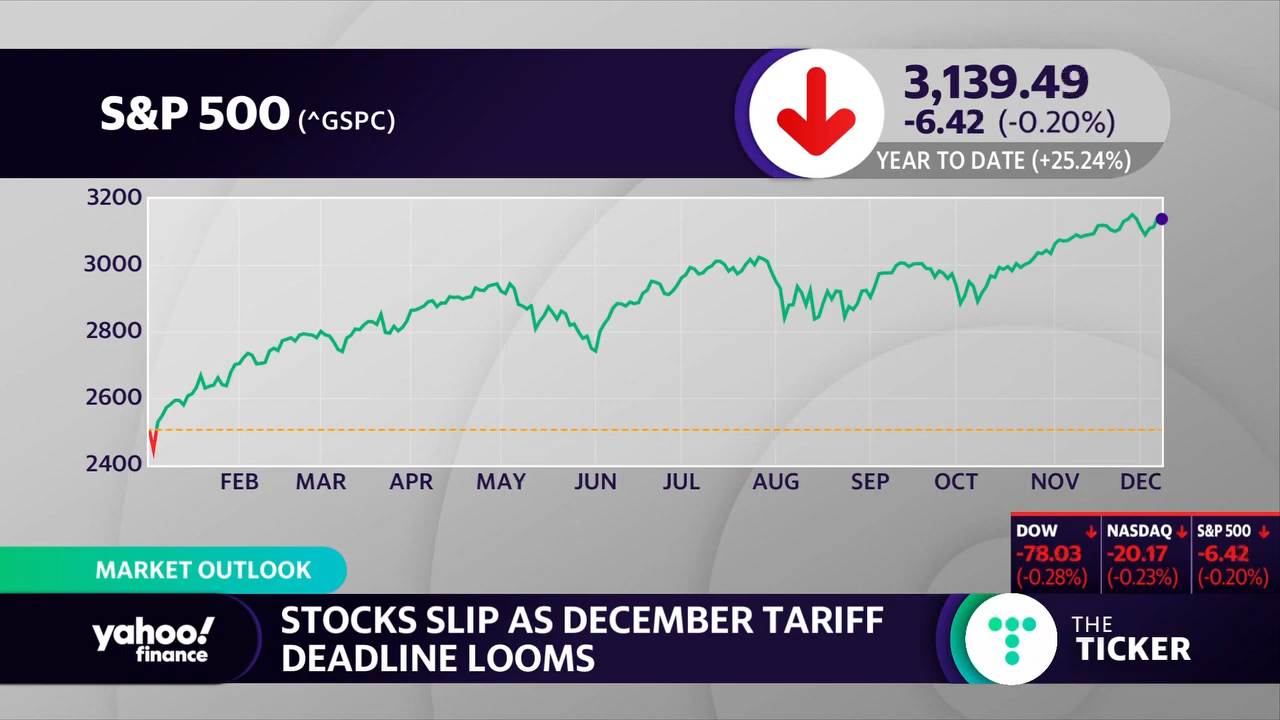 S&P 500 (^GSPC)
3,139.49
-6.42 (-0.20%)
YEAR TO DATE (+25.24%)
3200
3000
2800
2600
2400
FEB MAR APR MAY JUN JUL AUG SEP OCT NOV DEC
DOW
-78.03
(-0.28%)
NASDAQ
-20.17
(-0.23%)
S&P 500
-6.42
(-0.20%)
MARKET OUTLOOK
yahoo!
finance
STOCKS SLIP AS DECEMBER TARIFF
DEADLINE LOOMS
THE
TICKER